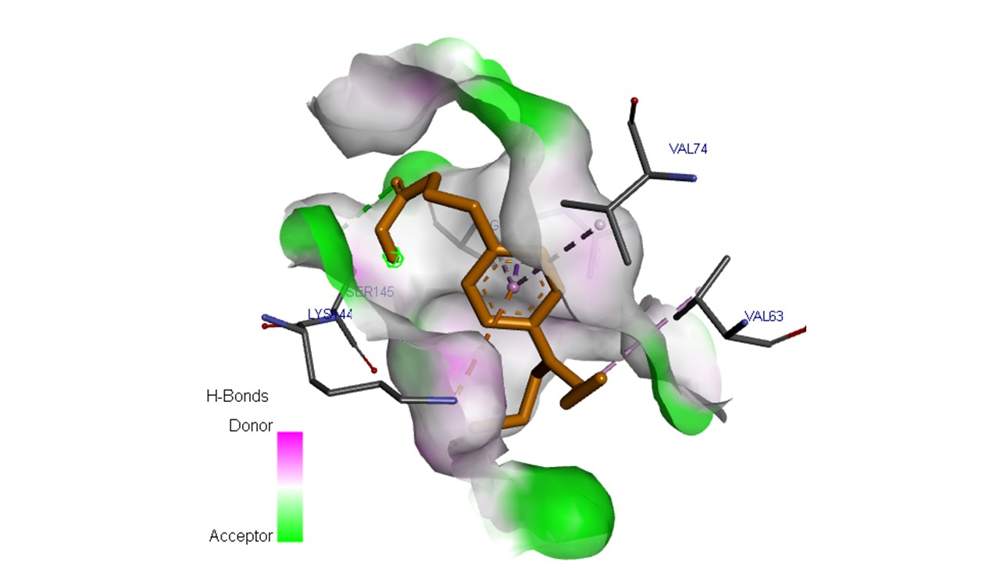 VAL74
SER145
LYS144
VAL63
H-Bonds
Donor
Acceptor